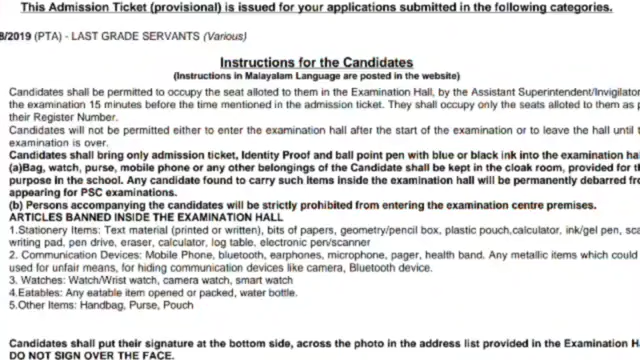 This Admission Ticket (provisional) is issued for your applications submitted in the following categories.
8/2019 (PTA) - LAST GRADE SERVANTS (Various)
Instructions for the Candidates
(Instructions in Malayalam Language are posted in the website)
Candidates shall be permitted to occupy the seat alloted to them in the Examination Hall, by the Assistant Superintendent/Invigilator
the examination 15 minutes before the time mentioned in the admission ticket. They shall occupy only the seats alloted to them as p
their Register Number.
Candidates will not be permitted either to enter the examination hall after the start of the examination or to leave the hall until t
examination is over.
Candidates shall bring only admission ticket, Identity Proof and ball point pen with blue or black ink into the examination hal
(a)Bag, watch, purse, mobile phone or any other belongings of the Candidate shall be kept in the cloak room, provided for th
purpose in the school. Any candidate found to carry such items inside the examination hall will be permanently debarred from
appearing for PSC examinations.
(b) Persons accompanying the candidates will be strictly prohibited from entering the examination centre premises.
ARTICLES BANNED INSIDE THE EXAMINATION HALL
1.Stationery Items: Text material (printed or written), bits of papers, geometry/pencil box, plastic pouch,calculator, ink/gel pen, sca
writing pad, pen drive, eraser, calculator, log table, electronic pen/scanner
2. Communication Devices: Mobile Phone, bluetooth, earphones, microphone, pager, health band. Any metallic items which could
used for unfair means, for hiding communication devices like camera, Bluetooth device.
3. Watches: Watch/Wrist watch, camera watch, smart watch
4.Eatables: Any eatable item opened or packed, water bottle.
5.Other Items: Handbag, Purse, Pouch
Candidates shall put their signature at the bottom side, across the photo in the address list provided in the Examination H
DO NOT SIGN OVER THE FACE.